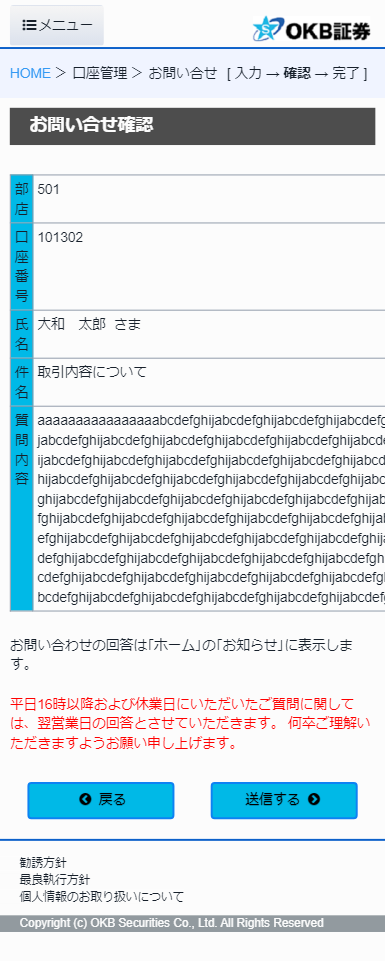 メニュー
OKB証券
HOME ＞ 口座管理 ＞ お問い合せ [ 入力 → 確認 → 完了 ]
お問い合せ確認
部店 501
口座番号 101302
氏名 大和　太郎 さま
件名 取引内容について
質問内容 aaaaaaaaaaaaaaaabcdefghijabcdefghijabcdefghijabcdefg
jabcdefghijabcdefghijabcdefghijabcdefghijabcde
ijabcdefghijabcdefghijabcdefghijabcdefghijabcd
hijabcdefghijabcdefghijabcdefghijabcdefghijabc
ghijabcdefghijabcdefghijabcdefghijabcdefghijab
fghijabcdefghijabcdefghijabcdefghijabcdefghija
efghijabcdefghijabcdefghijabcdefghijabcdefghija
defghijabcdefghijabcdefghijabcdefghijabcdefgh
cdefghijabcdefghijabcdefghijabcdefghijabcdefg
bcdefghijabcdefghijabcdefghijabcdefghijabcdef
お問い合わせの回答は｢ホーム｣の｢お知らせ｣に表示しま
す。
平日16時以降および休業日にいただいたご質問に関して
は、翌営業日の回答とさせていただきます。 何卒ご理解い
ただきますようお願い申し上げます。
戻る 送信する
勧誘方針
最良執行方針
個人情報のお取り扱いについて
Copyright (c) OKB Securities Co., Ltd. All Rights Reserved